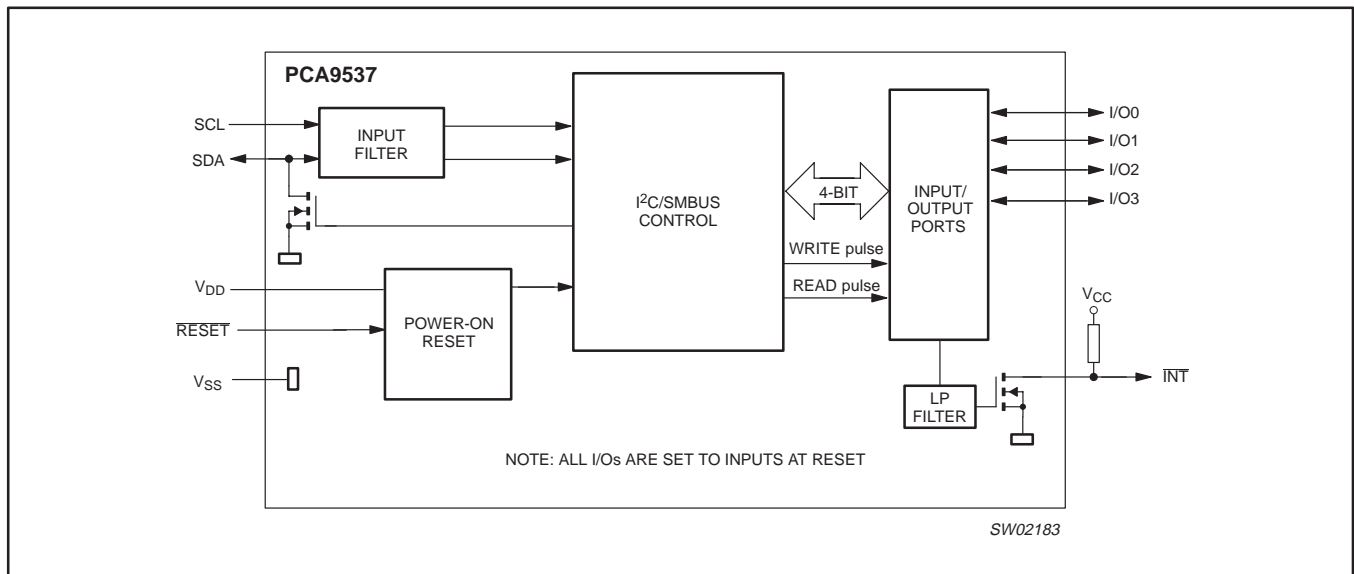 PCA9537
SCL
SDA
INPUT
FILTER
I2C/SMBUS
CONTROL
4-BIT
WRITE pulse
READ pulse
INPUT/
OUTPUT
PORTS
I/O0
I/O1
I/O2
I/O3
VDD
RESET
VSS
POWER-ON
RESET
VCC
INT
LP
FILTER
NOTE: ALL I/Os ARE SET TO INPUTS AT RESET
SW02183